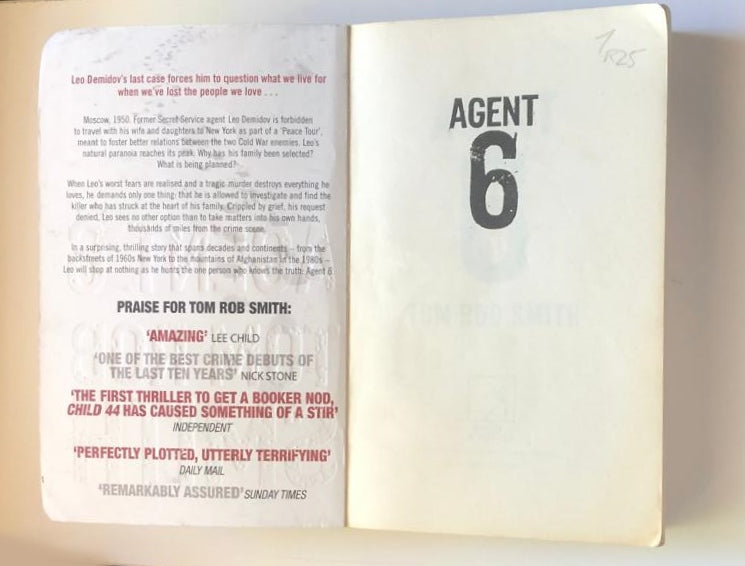 Leo Demidov's last case forces him to question what we live for
when we've lost the people we love . . .
Moscow, 1950. Former Secret Service agent Leo Demidov is forbidden
to travel with his wife and daughters to New York as part of a 'Peace Tour',
meant to foster better relations between the two Cold War enemies. Leo's
natural paranoia reaches its peak. Why has his family been selected?
What is being planned?
When Leo's worst fears are realised and a tragic murder destroys everything he
loves, he demands only one thing: that he is allowed to investigate and find the
killer who has struck at the heart of his family. Crippled by grief, his request
denied, Leo sees no other option than to take matters into his own hands,
thousands of miles from the crime scene.
In a surprising, thrilling story that spans decades and continents – from the
backstreets of 1960s New York to the mountains of Afghanistan in the 1980s –
Leo will stop at nothing as he hunts the one person who knows the truth: Agent 6.
PRAISE FOR TOM ROB SMITH:
'AMAZING' LEE CHILD
'ONE OF THE BEST CRIME DEBUTS OF
THE LAST TEN YEARS' NICK STONE
'THE FIRST THRILLER TO GET A BOOKER NOD,
CHILD 44 HAS CAUSED SOMETHING OF A STIR'
INDEPENDENT
'PERFECTLY PLOTTED, UTTERLY TERRIFYING'
DAILY MAIL
'REMARKABLY ASSURED' SUNDAY TIMES
R25
AGENT
6